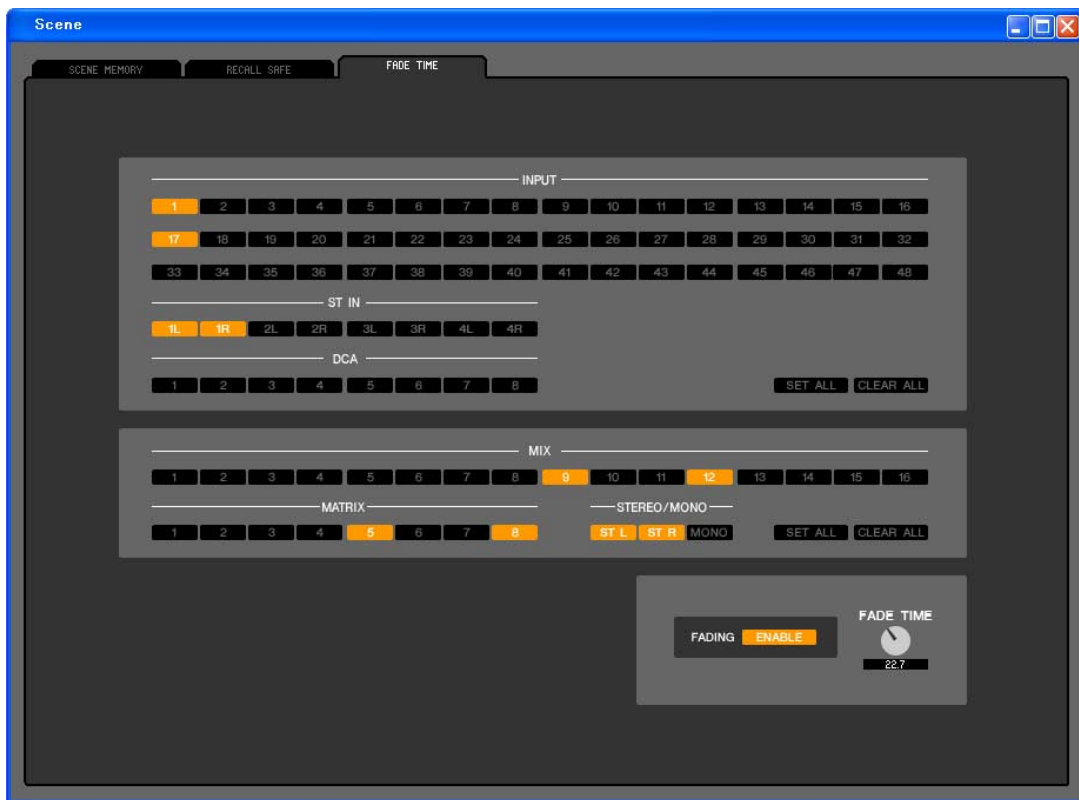 Scene
SCENE MEMORY RECALL SAFE FADE TIME
INPUT
1 2 3 4 5 6 7 8 9 10 11 12 13 14 15 16
17 18 19 20 21 22 23 24 25 26 27 28 29 30 31 32
33 34 35 36 37 38 39 40 41 42 43 44 45 46 47 48
ST IN
1L 1R 2L 2R 3L 3R 4L 4R
DCA
1 2 3 4 5 6 7 8 SET ALL CLEAR ALL
MIX
1 2 3 4 5 6 7 8 9 10 11 12 13 14 15 16
MATRIX STEREO/MONO
1 2 3 4 5 6 7 8 ST L ST R MONO SET ALL CLEAR ALL
FADE TIME
FADING ENABLE
22.7